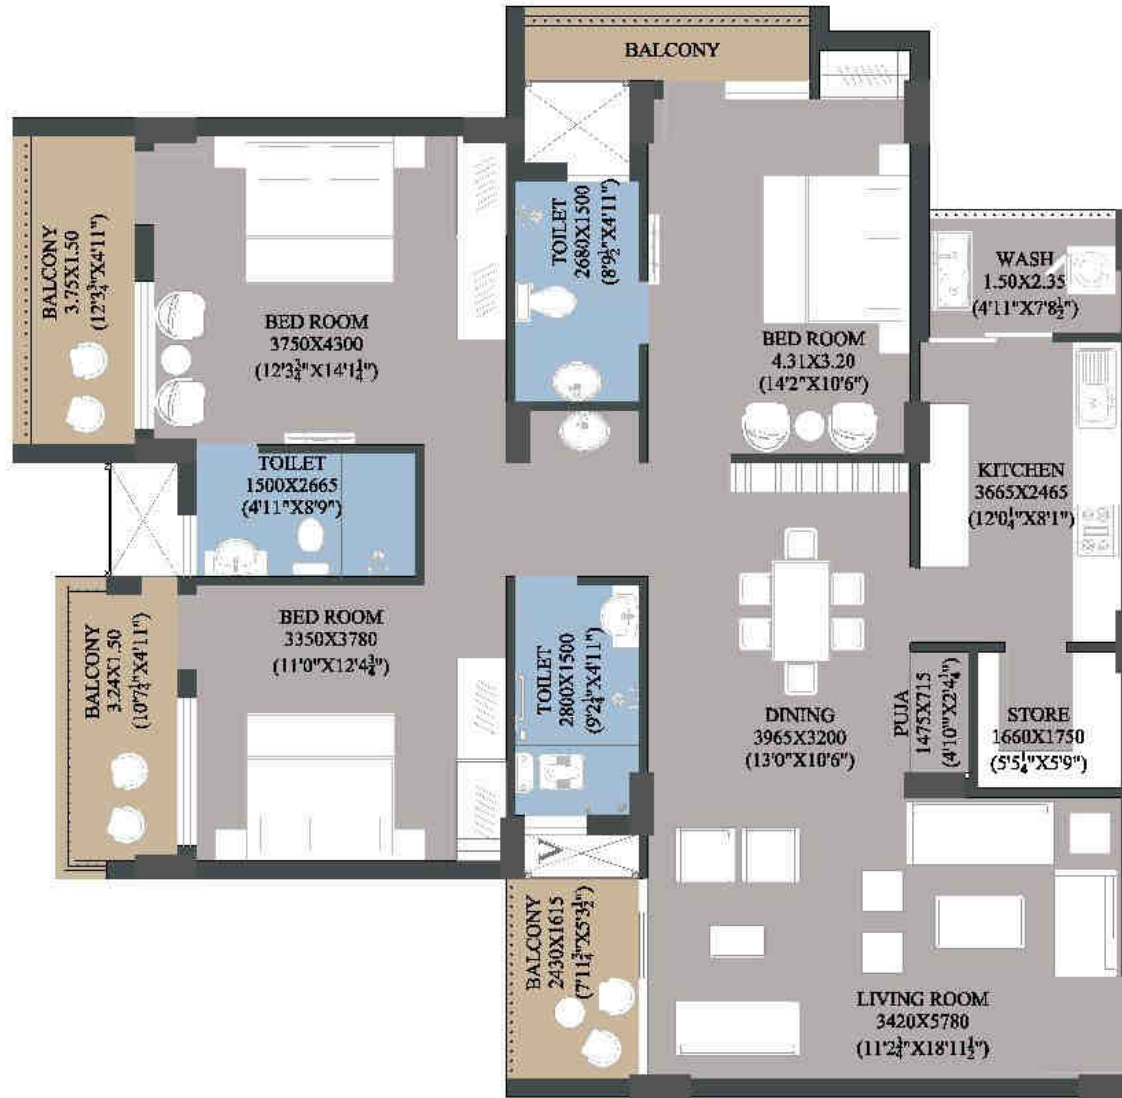 BALCONY
BALCONY
3.75X1.50
(12'3¾"X4'11")
BED ROOM
3750X4300
(12'3¾"X14'1¼")
TOILET
2680X1500
(8'9½"X4'11")
BED ROOM
4.31X3.20
(14'2"X10'6")
WASH
1.50X2.35
(4'11"X7'8½")
TOILET
1500X2665
(4'11"X8'9")
KITCHEN
3665X2465
(12'0¼"X8'1")
BALCONY
3.24X1.50
(10'7½"X4'11")
BED ROOM
3350X3780
(11'0"X12'4¾")
TOILET
2800X1500
(9'2¼"X4'11")
DINING
3965X3200
(13'0"X10'6")
PUJA
1475X715
(4'10"X2'4¼")
STORE
1660X1750
(5'5¼"X5'9")
V
BALCONY
2430X1615
(7'11¾"X5'3½")
LIVING ROOM
3420X5780
(11'2¾"X18'11½")